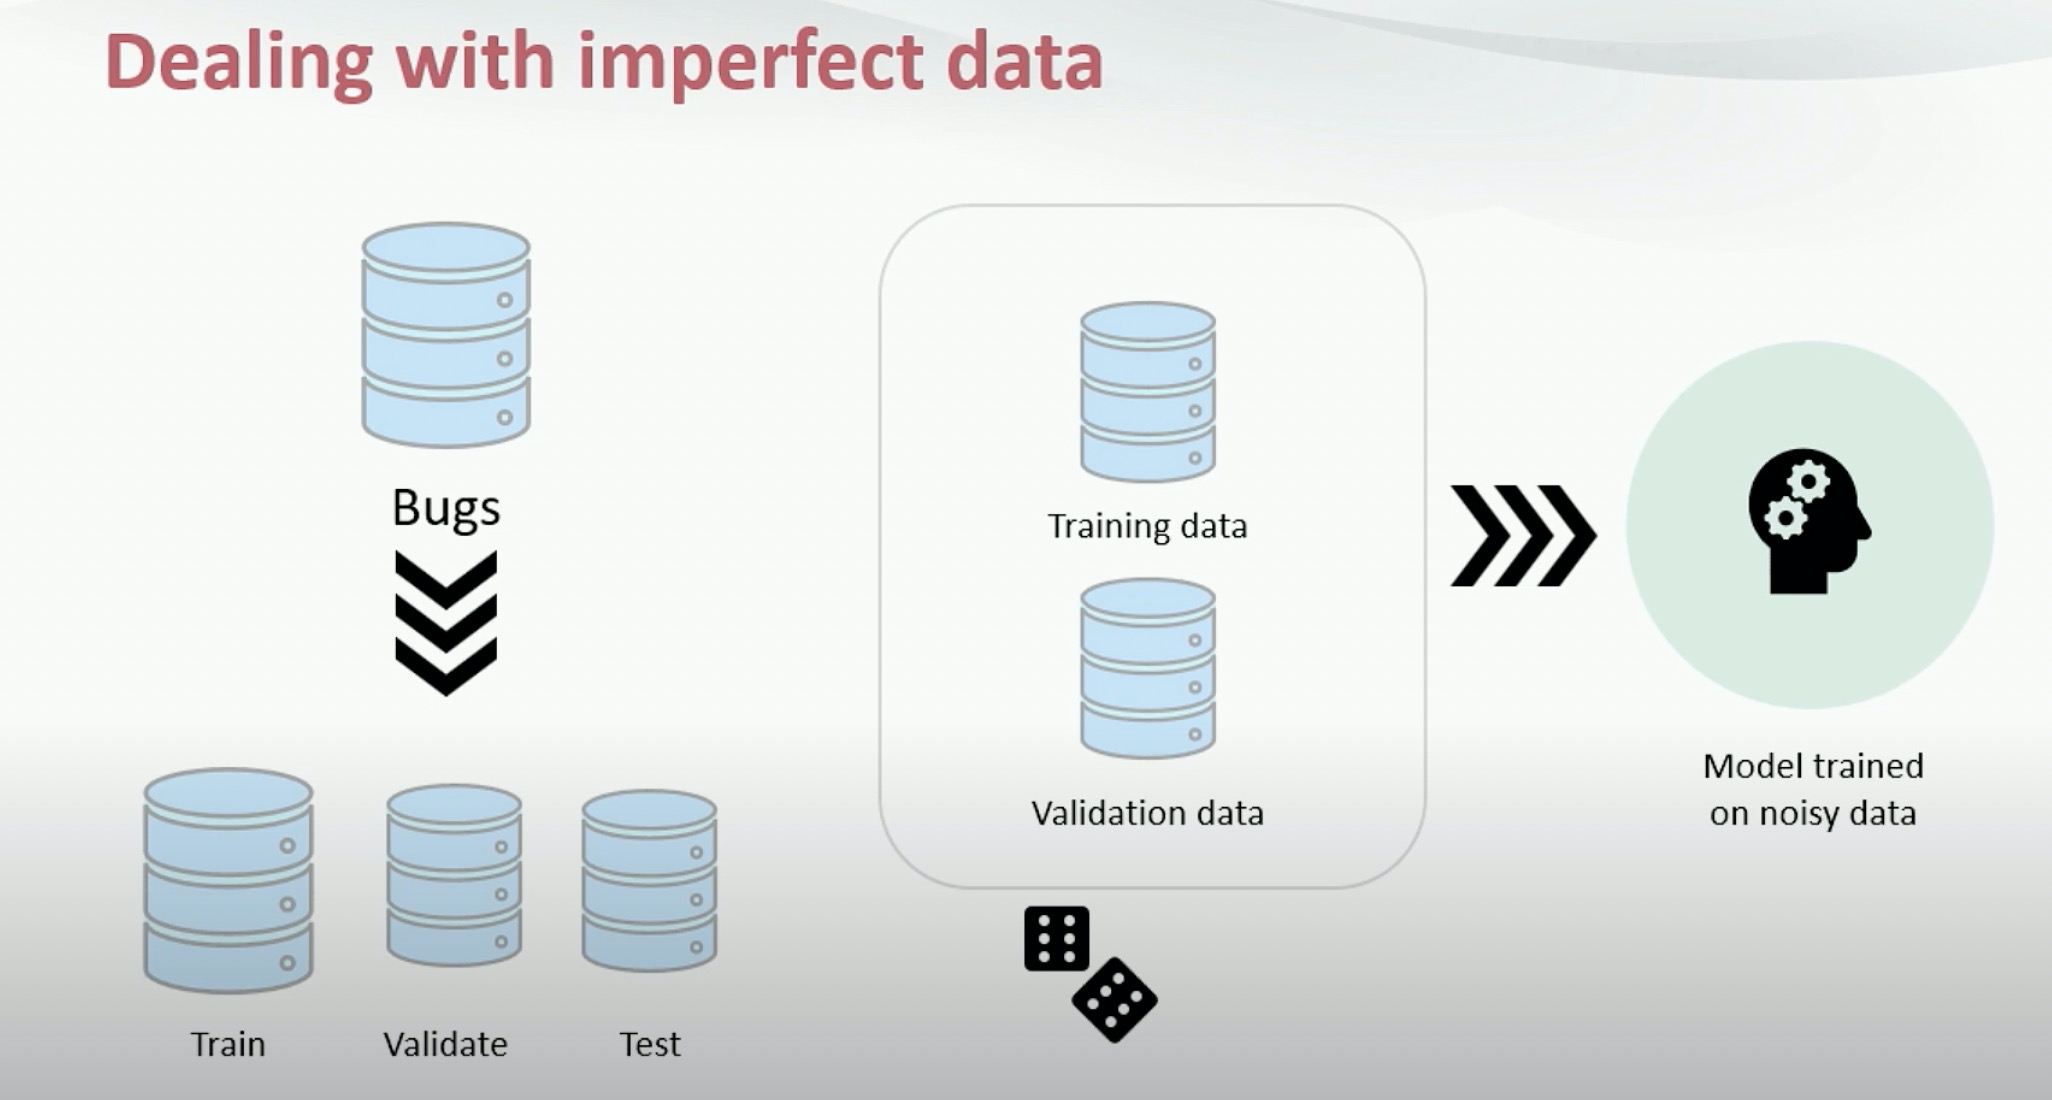 Dealing with imperfect data
Bugs
Train
Validate
Test
Training data
Validation data
Model trained
on noisy data